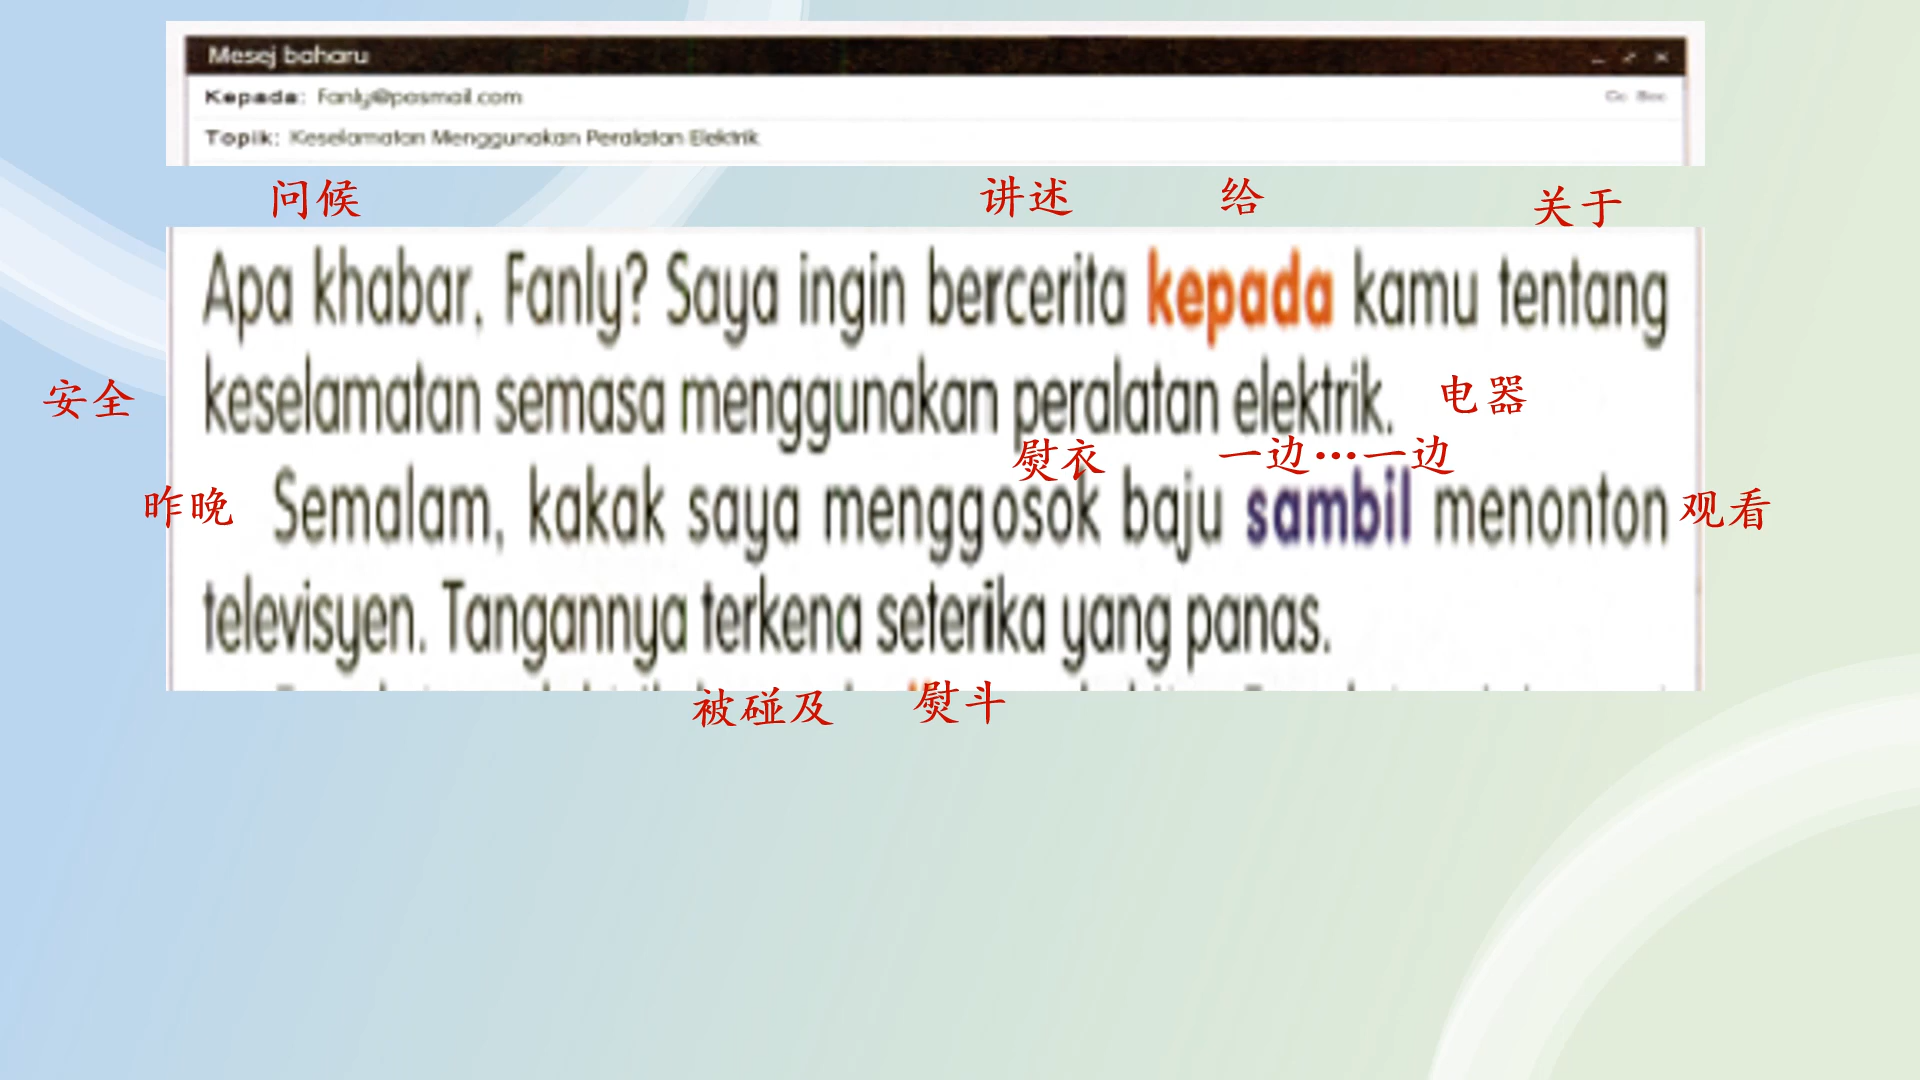 Mesej baharu
Kepada: Fanly@posmail.com
Cc Bcc
Topik: Keselamatan Menggunakan Peralatan Elektrik
问候 讲述 给 关于
Apa khabar, Fanly? Saya ingin bercerita kepada kamu tentang
安全 keselamatan semasa menggunakan peralatan elektrik. 电器
熨衣 一边…一边
昨晚 Semalam, kakak saya menggosok baju sambil menonton 观看
televisyen. Tangannya terkena seterika yang panas.
被碰及 熨斗